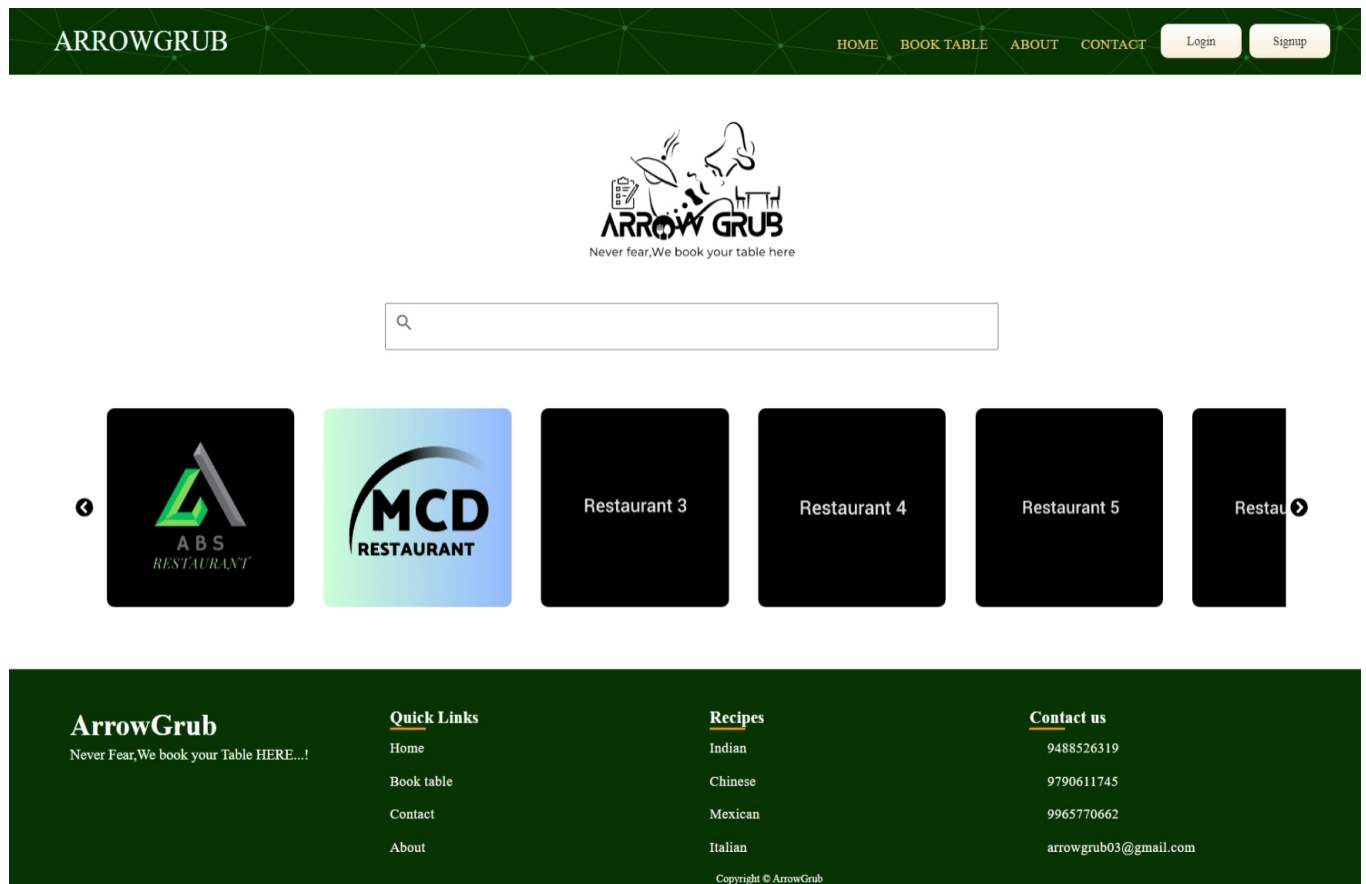 ARROWGRUB
HOME BOOK TABLE ABOUT CONTACT Login Signup
ARROW GRUB
Never fear,We book your table here
ABS
RESTAURANT
MCD
RESTAURANT
Restaurant 3
Restaurant 4
Restaurant 5
Restau
ArrowGrub
Never Fear,We book your Table HERE...!
Quick Links
Home
Book table
Contact
About
Recipes
Indian
Chinese
Mexican
Italian
Contact us
9488526319
9790611745
9965770662
arrowgrub03@gmail.com
Copyright © ArrowGrub